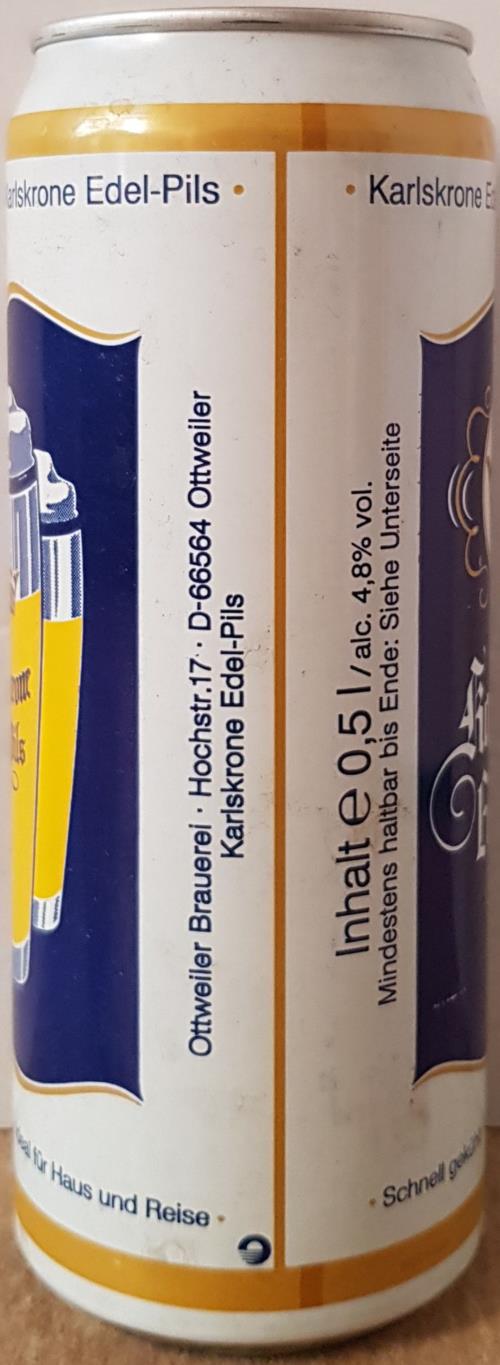 Karlskrone Edel-Pils •
• Karlskrone
Ottweiler Brauerei · Hochstr.17 · D-66564 Ottweiler
Karlskrone Edel-Pils
Inhalt e 0,5 l / alc. 4,8% vol.
Mindestens haltbar bis Ende: Siehe Unterseite
für Haus und Reise •
• Schnell